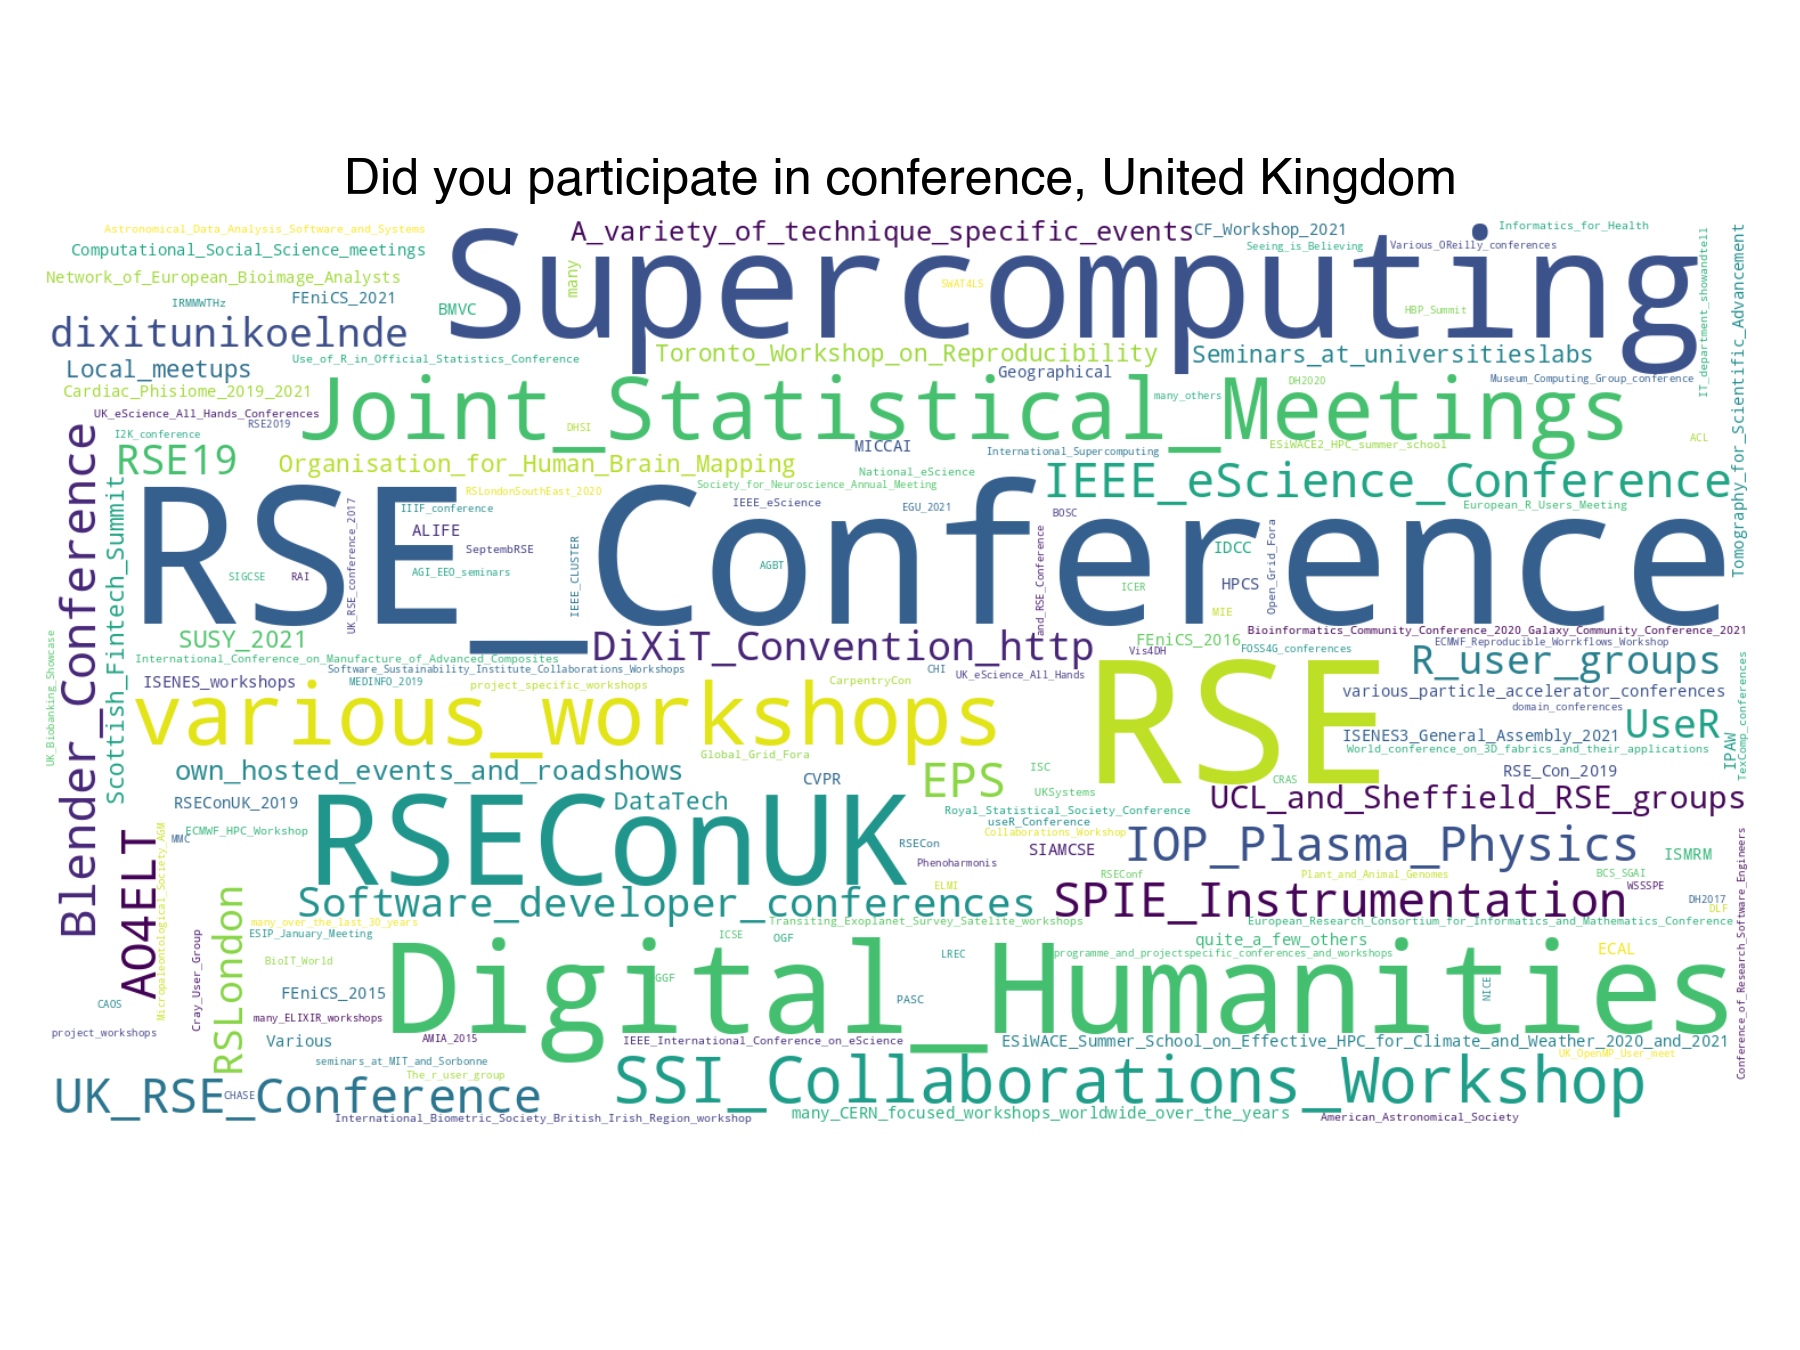 Did you participate in conference, United Kingdom
Astronomical_Data_Analysis_Software_and_Systems
A_variety_of_technique_specific_events
CF_Workshop_2021
Informatics_for_Health
Computational_Social_Science_meetings
Supercomputing
Seeing_is_Believing
Various_OReilly_conferences
IT_department_showandtell
Tomography_for_Scientific_Advancement
Network_of_European_Bioimage_Analysts
many
SWAT4LS
IRMMWTHz
FEniCS_2021
BMVC
HBP_Summit
dixitunikoelnde
Use_of_R_in_Official_Statistics_Conference
Toronto_Workshop_on_Reproducibility
Seminars_at_universitieslabs
Local_meetups
Geographical
Joint_Statistical_Meetings
DH2020
Museum_Computing_Group_conference
Cardiac_Phisiome_2019_2021
many_others
UK_eScience_All_Hands_Conferences
RSE2019
Blender_Conference
I2K_conference
DHSI
MICCAI
International_Supercomputing
ESiWACE2_HPC_summer_school
ACL
RSE19
Organisation_for_Human_Brain_Mapping
National_eScience
IEEE_eScience_Conference
Scottish_Fintech_Summit
RSE_Conference
RSLondonSouthEast_2020
Society_for_Neuroscience_Annual_Meeting
IIIF_conference
UK_RSE_conference_2017
IEEE_eScience
EGU_2021
BOSC
European_R_Users_Meeting
ALIFE
SeptembRSE
IEEE_CLUSTER
and_RSE_Conference
Open_Grid_Fora
IDCC
SIGCSE
RAI
AGI_EEO_seminars
AGBT
ICER
HPCS
MIE
SUSY_2021
DiXiT_Convention_http
FEniCS_2016
Bioinformatics_Community_Conference_2020_Galaxy_Community_Conference_2021
UK_Biobanking_Showcase
International_Conference_on_Manufacture_of_Advanced_Composites
Vis4DH
FOSS4G_conferences
ECMWF_Reproducible_Worrkflows_Workshop
R_user_groups
Software_Sustainability_Institute_Collaborations_Workshops
CHI
UK_eScience_All_Hands
RSE
ISENES_workshops
MEDINFO_2019
project_specific_workshops
CarpentryCon
various_particle_accelerator_conferences
TexComp_conferences
various_workshops
domain_conferences
UseR
ISENES3_General_Assembly_2021
IPAW
Global_Grid_Fora
World_conference_on_3D_fabrics_and_their_applications
own_hosted_events_and_roadshows
CVPR
EPS
ISC
CRAS
RSE_Con_2019
RSEConUK
RSEConUK_2019
DataTech
UKSystems
UCL_and_Sheffield_RSE_groups
Royal_Statistical_Society_Conference
useR_Conference
AO4ELT
MMC
Micropaleontological_Society_AGM
ECMWF_HPC_Workshop
Collaborations_Workshop
IOP_Plasma_Physics
Conference_of_Research_Software_Engineers
RSECon
SIAMCSE
ISMRM
Phenoharmonis
RSEConf
Plant_and_Animal_Genomes
BCS_SGAI
RSLondon
Software_developer_conferences
ELMI
SPIE_Instrumentation
WSSSPE
DH2017
DLF
many_over_the_last_30_years
Transiting_Exoplanet_Survey_Satelite_workshops
European_Research_Consortium_for_Informatics_and_Mathematics_Conference
Cray_User_Group
ESIP_January_Meeting
Digital_Humanities
ICSE
OGF
quite_a_few_others
ECAL
BioIT_World
LREC
programme_and_projectspecific_conferences_and_workshops
GGF
NICE
CAOS
FEniCS_2015
PASC
many_ELIXIR_workshops
project_workshops
Various
AMIA_2015
IEEE_International_Conference_on_eScience
ESiWACE_Summer_School_on_Effective_HPC_for_Climate_and_Weather_2020_and_2021
seminars_at_MIT_and_Sorbonne
UK_OpenMP_User_meet
The_r_user_group
SSI_Collaborations_Workshop
UK_RSE_Conference
CHASE
International_Biometric_Society_British_Irish_Region_workshop
many_CERN_focused_workshops_worldwide_over_the_years
American_Astronomical_Society